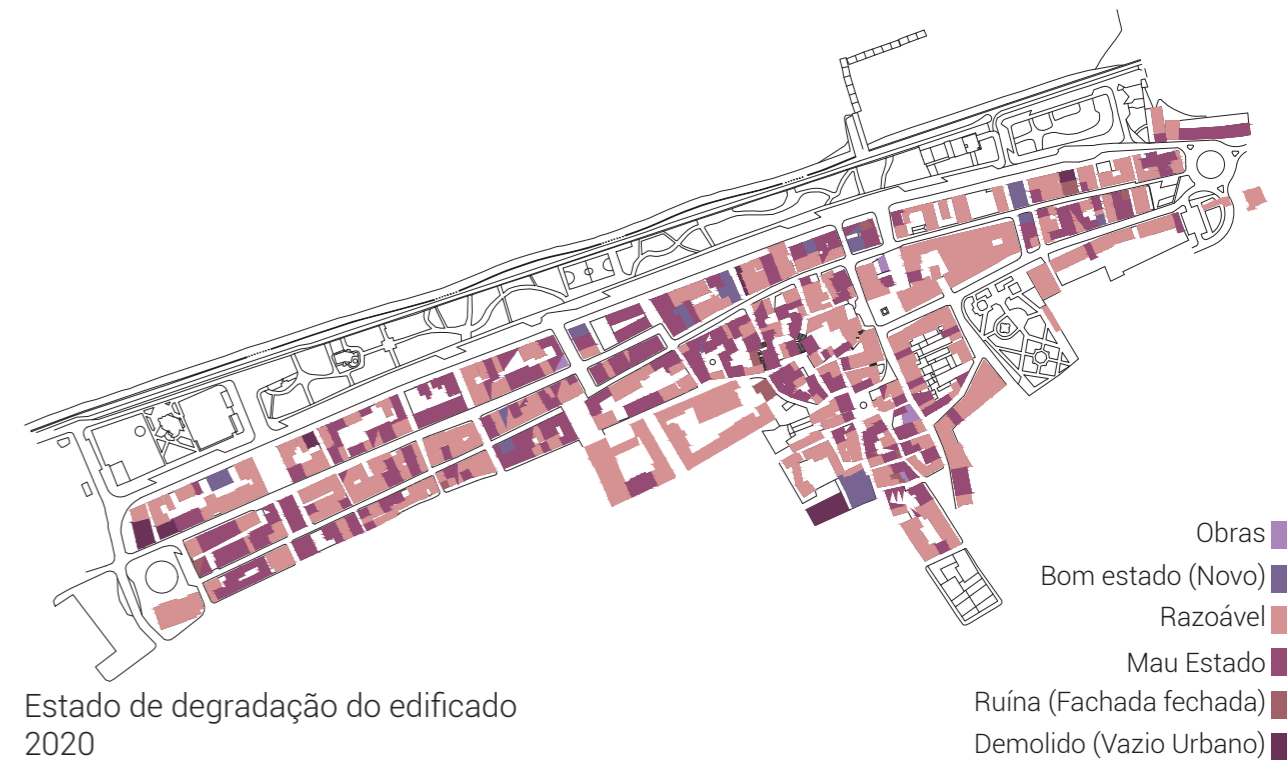 Obras
Bom estado (Novo)
Razoável
Mau Estado
Ruína (Fachada fechada)
Demolido (Vazio Urbano)
Estado de degradação do edificado
2020